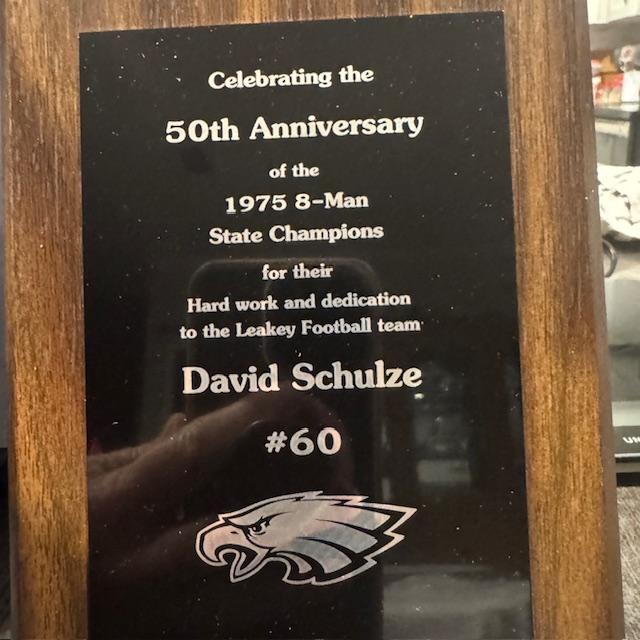 Celebrating the
50th Anniversary
of the
1975 8-Man
State Champions
for their
Hard work and dedication
to the Leakey Football team
David Schulze
#60